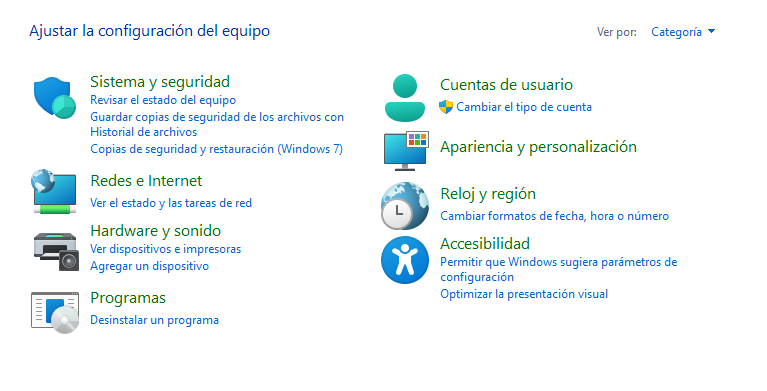 Ajustar la configuración del equipo
Ver por: Categoría
Sistema y seguridad
Revisar el estado del equipo
Guardar copias de seguridad de los archivos con
Historial de archivos
Copias de seguridad y restauración (Windows 7)
Redes e Internet
Ver el estado y las tareas de red
Hardware y sonido
Ver dispositivos e impresoras
Agregar un dispositivo
Programas
Desinstalar un programa
Cuentas de usuario
Cambiar el tipo de cuenta
Apariencia y personalización
Reloj y región
Cambiar formatos de fecha, hora o número
Accesibilidad
Permitir que Windows sugiera parámetros de
configuración
Optimizar la presentación visual